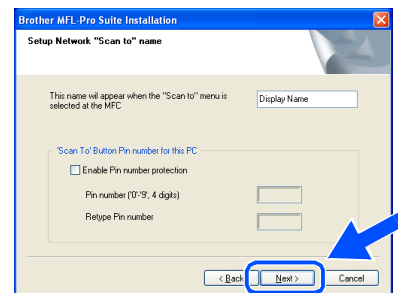 Brother MFL-Pro Suite Installation
Setup Network "Scan to" name
This name will appear when the "Scan to" menu is
selected at the MFC
Display Name
'Scan To' Button Pin number for this PC
Enable Pin number protection
Pin number ('0'-'9', 4 digits)
Retype Pin number
< Back
Next >
Cancel